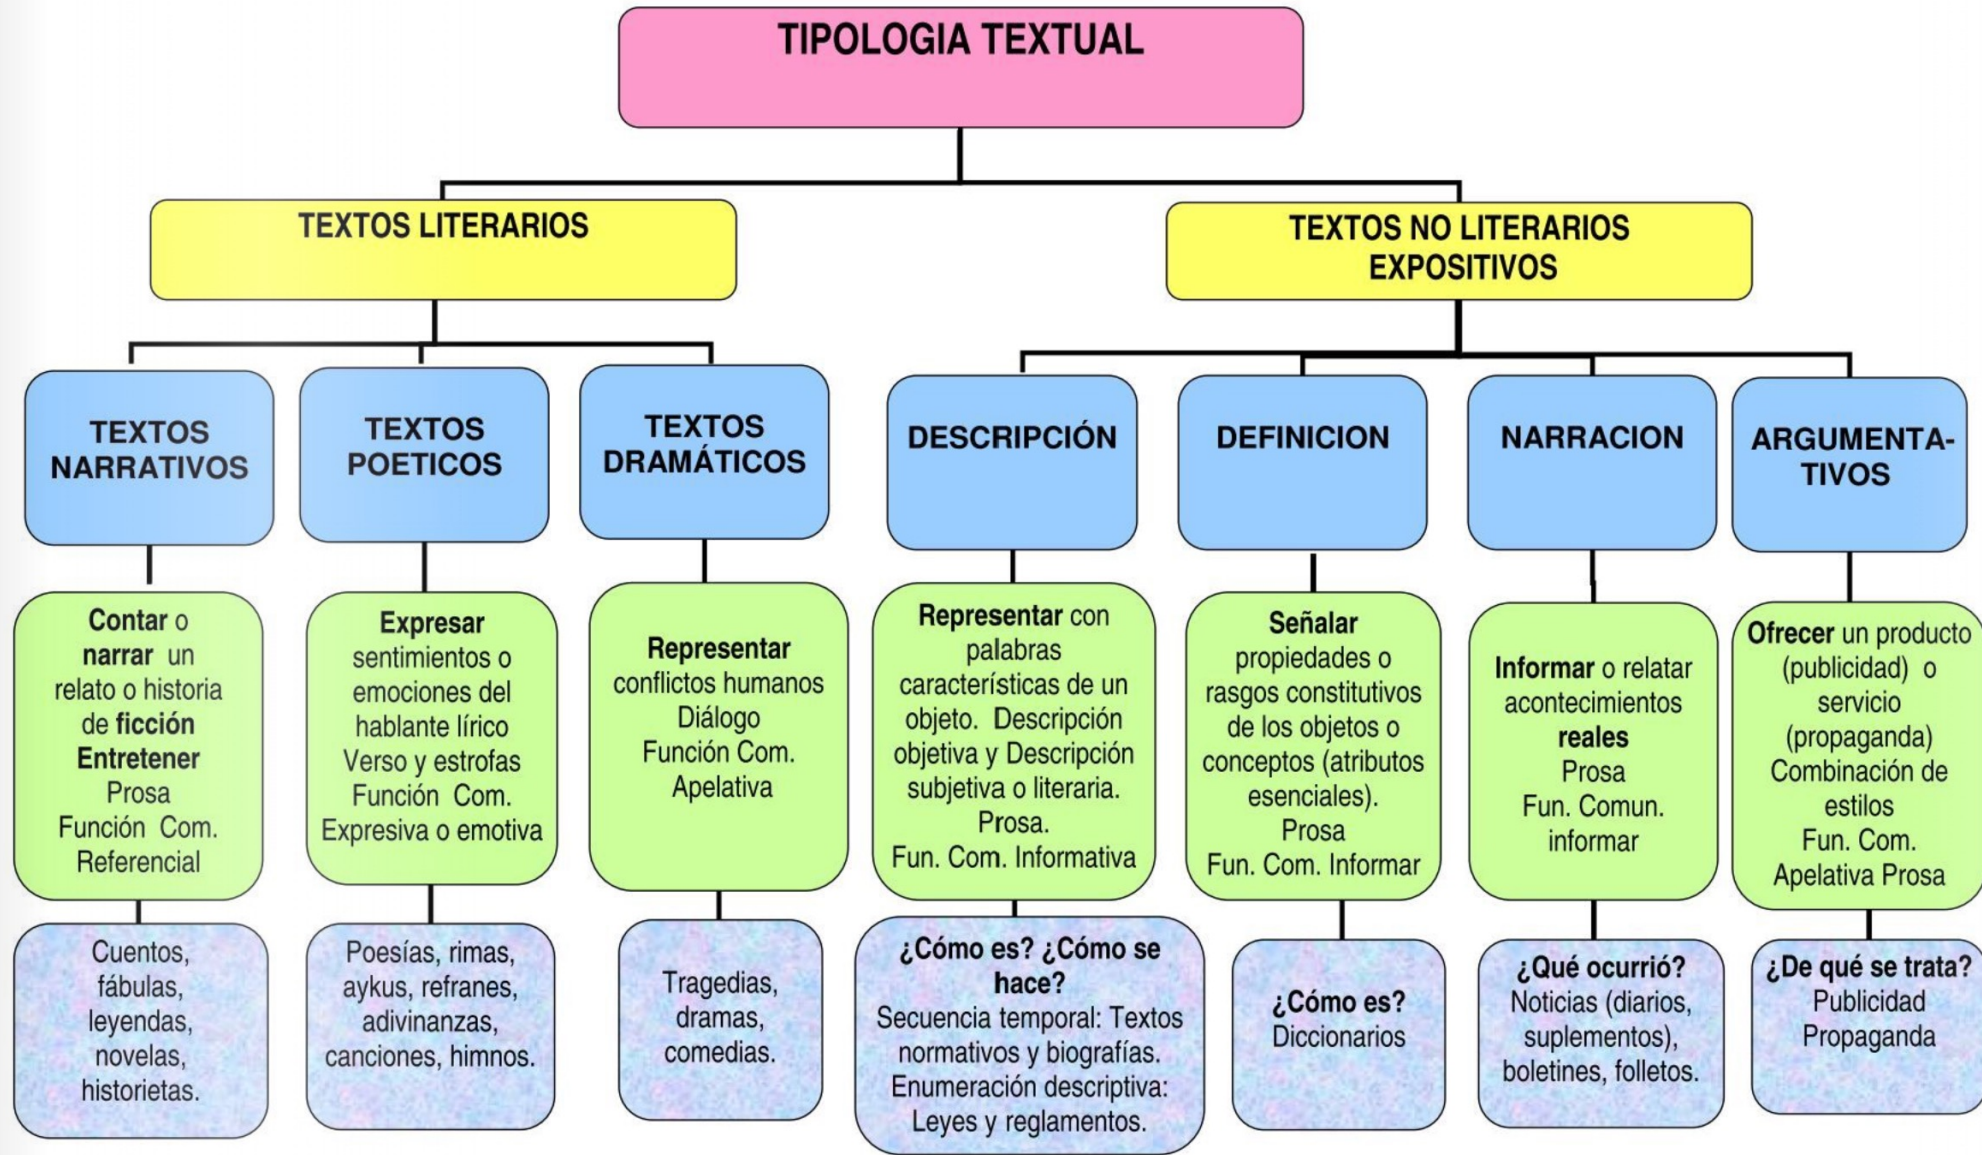 TIPOLOGIA TEXTUAL
TEXTOS LITERARIOS
TEXTOS NO LITERARIOS
EXPOSITIVOS
TEXTOS
NARRATIVOS
TEXTOS
POETICOS
TEXTOS
DRAMÁTICOS
DESCRIPCIÓN
DEFINICION
NARRACION
ARGUMENTA-
TIVOS
Contar o
narrar un
relato o historia
de ficción
Entretener
Prosa
Función Com.
Referencial
Expresar
sentimientos o
emociones del
hablante lírico
Verso y estrofas
Función Com.
Expresiva o emotiva
Representar
conflictos humanos
Diálogo
Función Com.
Apelativa
Representar con
palabras
características de un
objeto. Descripción
objetiva y Descripción
subjetiva o literaria.
Prosa.
Fun. Com. Informativa
Señalar
propiedades o
rasgos constitutivos
de los objetos o
conceptos (atributos
esenciales).
Prosa
Fun. Com. Informar
Informar o relatar
acontecimientos
reales
Prosa
Fun. Comun.
informar
Ofrecer un producto
(publicidad) o
servicio
(propaganda)
Combinación de
estilos
Fun. Com.
Apelativa Prosa
Cuentos,
fábulas,
leyendas,
novelas,
historietas.
Poesías, rimas,
aykus, refranes,
adivinanzas,
canciones, himnos.
Tragedias,
dramas,
comedias.
¿Cómo es? ¿Cómo se
hace?
Secuencia temporal: Textos
normativos y biografías.
Enumeración descriptiva:
Leyes y reglamentos.
¿Cómo es?
Diccionarios
¿Qué ocurrió?
Noticias (diarios,
suplementos),
boletines, folletos.
¿De qué se trata?
Publicidad
Propaganda